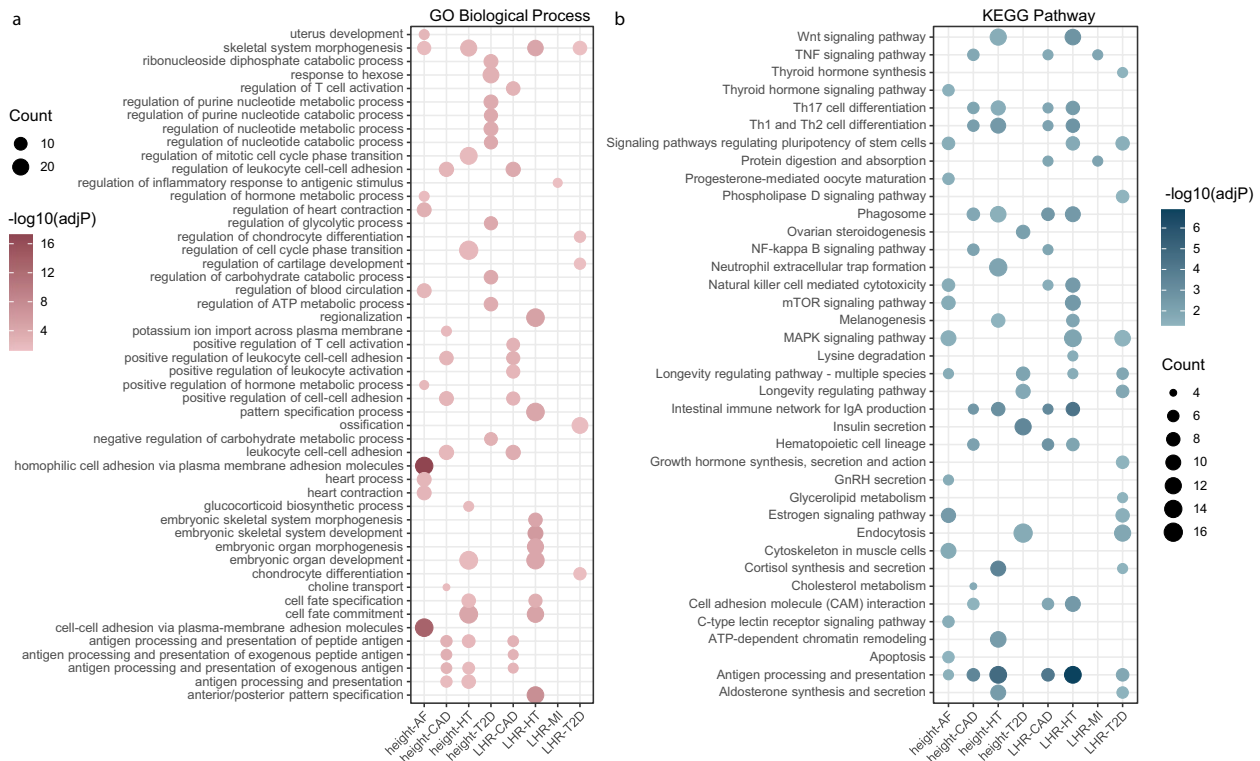 a
GO Biological Process
uterus development
skeletal system morphogenesis
ribonucleoside diphosphate catabolic process
response to hexose
regulation of T cell activation
regulation of purine nucleotide metabolic process
regulation of purine nucleotide catabolic process
regulation of nucleotide metabolic process
regulation of nucleotide catabolic process
regulation of mitotic cell cycle phase transition
regulation of leukocyte cell-cell adhesion
regulation of inflammatory response to antigenic stimulus
regulation of hormone metabolic process
regulation of heart contraction
regulation of glycolytic process
regulation of chondrocyte differentiation
regulation of cell cycle phase transition
regulation of cartilage development
regulation of carbohydrate catabolic process
regulation of blood circulation
regulation of ATP metabolic process
regionalization
potassium ion import across plasma membrane
positive regulation of T cell activation
positive regulation of leukocyte cell-cell adhesion
positive regulation of leukocyte activation
positive regulation of hormone metabolic process
positive regulation of cell-cell adhesion
pattern specification process
ossification
negative regulation of carbohydrate metabolic process
leukocyte cell-cell adhesion
homophilic cell adhesion via plasma membrane adhesion molecules
heart process
heart contraction
glucocorticoid biosynthetic process
embryonic skeletal system morphogenesis
embryonic skeletal system development
embryonic organ morphogenesis
embryonic organ development
chondrocyte differentiation
choline transport
cell fate specification
cell fate commitment
cell-cell adhesion via plasma-membrane adhesion molecules
antigen processing and presentation of peptide antigen
antigen processing and presentation of exogenous peptide antigen
antigen processing and presentation of exogenous antigen
antigen processing and presentation
anterior/posterior pattern specification
height-AF
height-CAD
height-HT
height-T2D
LHR-CAD
LHR-HT
LHR-MI
LHR-T2D
Count
10
20
-log10(adjP)
16
12
8
4
b
KEGG Pathway
Wnt signaling pathway
TNF signaling pathway
Thyroid hormone synthesis
Thyroid hormone signaling pathway
Th17 cell differentiation
Th1 and Th2 cell differentiation
Signaling pathways regulating pluripotency of stem cells
Protein digestion and absorption
Progesterone-mediated oocyte maturation
Phospholipase D signaling pathway
Phagosome
Ovarian steroidogenesis
NF-kappa B signaling pathway
Neutrophil extracellular trap formation
Natural killer cell mediated cytotoxicity
mTOR signaling pathway
Melanogenesis
MAPK signaling pathway
Lysine degradation
Longevity regulating pathway - multiple species
Longevity regulating pathway
Intestinal immune network for IgA production
Insulin secretion
Hematopoietic cell lineage
Growth hormone synthesis, secretion and action
GnRH secretion
Glycerolipid metabolism
Estrogen signaling pathway
Endocytosis
Cytoskeleton in muscle cells
Cortisol synthesis and secretion
Cholesterol metabolism
Cell adhesion molecule (CAM) interaction
C-type lectin receptor signaling pathway
ATP-dependent chromatin remodeling
Apoptosis
Antigen processing and presentation
Aldosterone synthesis and secretion
height-AF
height-CAD
height-HT
height-T2D
LHR-CAD
LHR-HT
LHR-MI
LHR-T2D
-log10(adjP)
6
5
4
3
2
Count
4
6
8
10
12
14
16